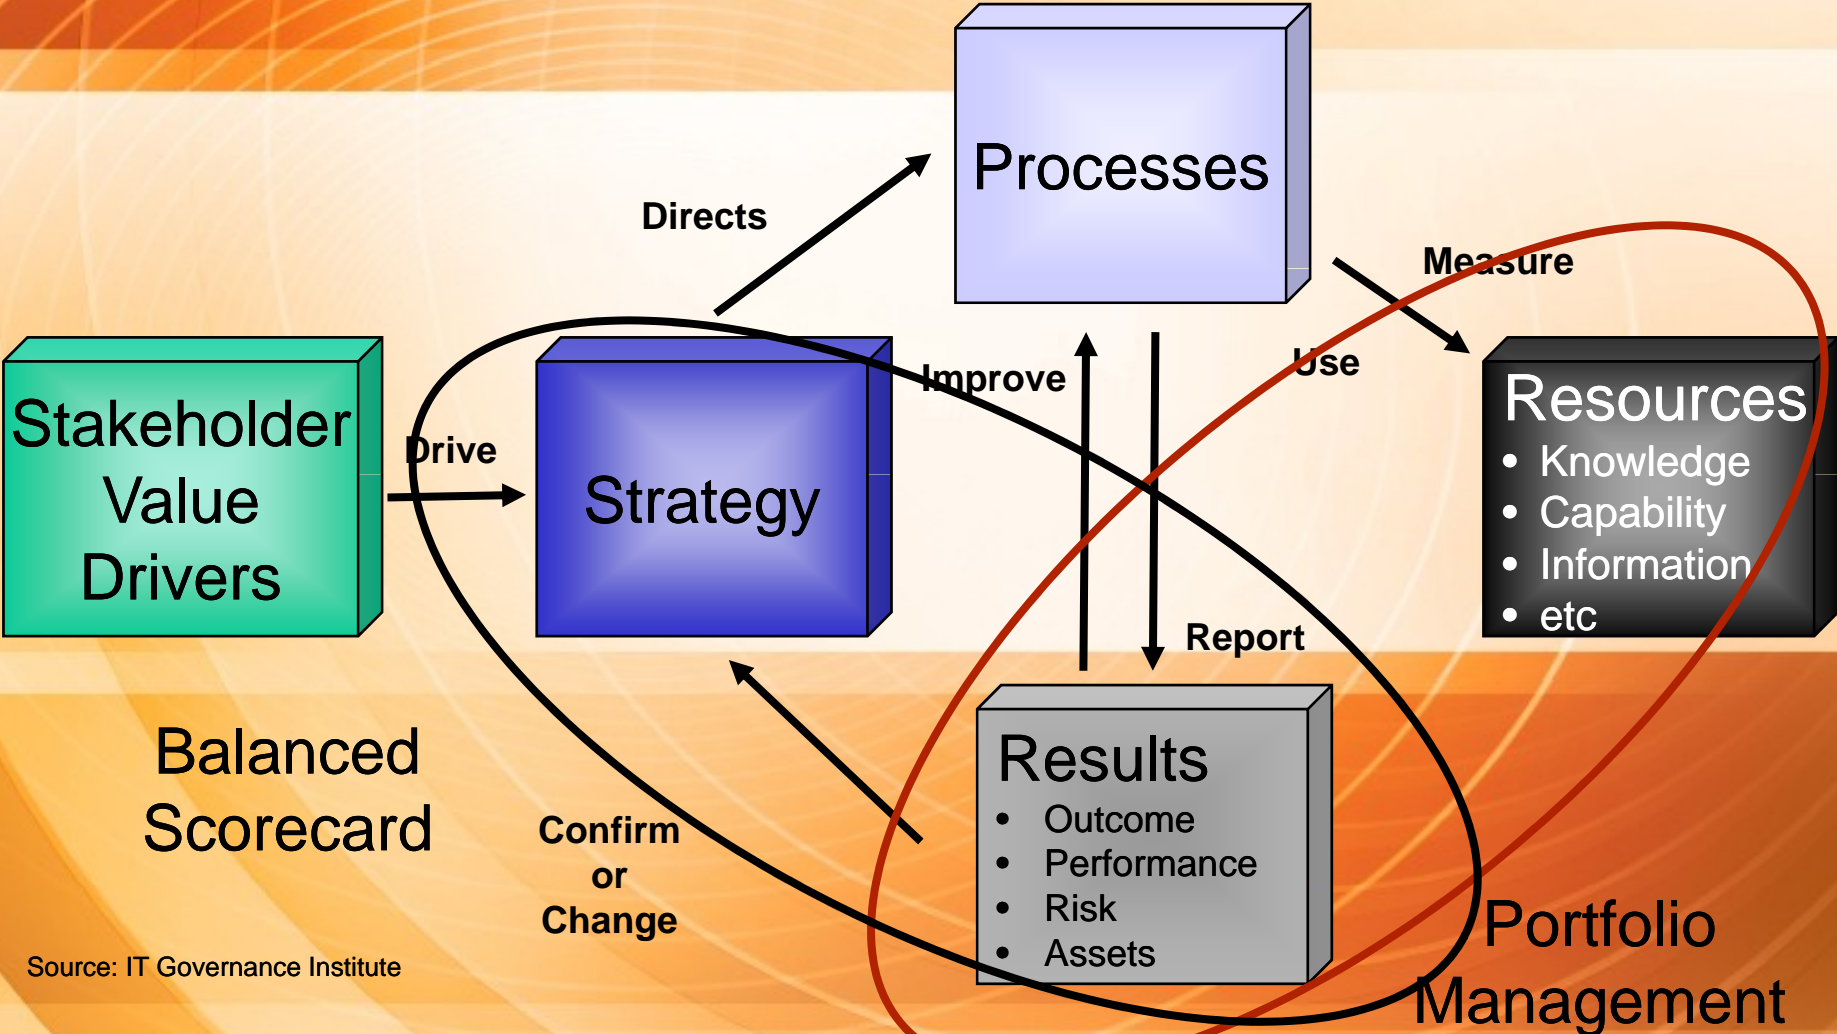 Processes
Directs
Measure
Improve
Use
Stakeholder
Value
Drivers
Drive
Strategy
Resources
• Knowledge
• Capability
• Information
• etc
Report
Balanced
Scorecard
Confirm
or
Change
Results
• Outcome
• Performance
• Risk
• Assets
Portfolio
Management
Source: IT Governance Institute